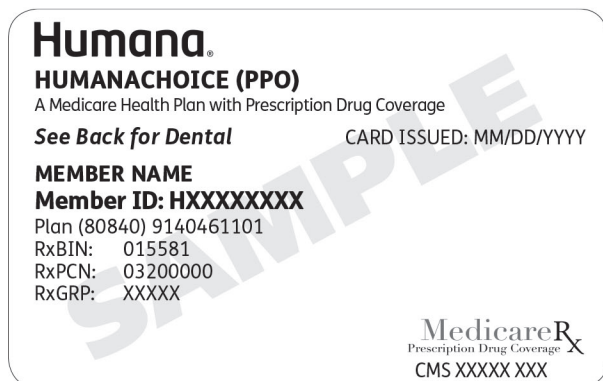 Humana®
HUMANACHOICE (PPO)
A Medicare Health Plan with Prescription Drug Coverage
See Back for Dental CARD ISSUED: MM/DD/YYYY
MEMBER NAME
Member ID: HXXXXXXXX
Plan (80840) 9140461101
RxBIN: 015581
RxPCN: 03200000
RxGRP: XXXXX
SAMPLE
MedicareRx
Prescription Drug Coverage
CMS XXXXX XXX